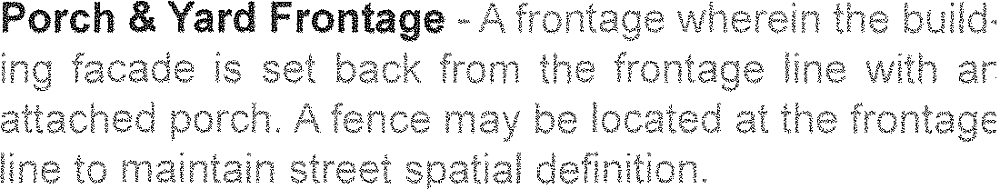 Porch & Yard Frontage - A frontage wherein the build-
ing facade is set back from the frontage line with an
attached porch. A fence may be located at the frontage
line to maintain street spatial definition.